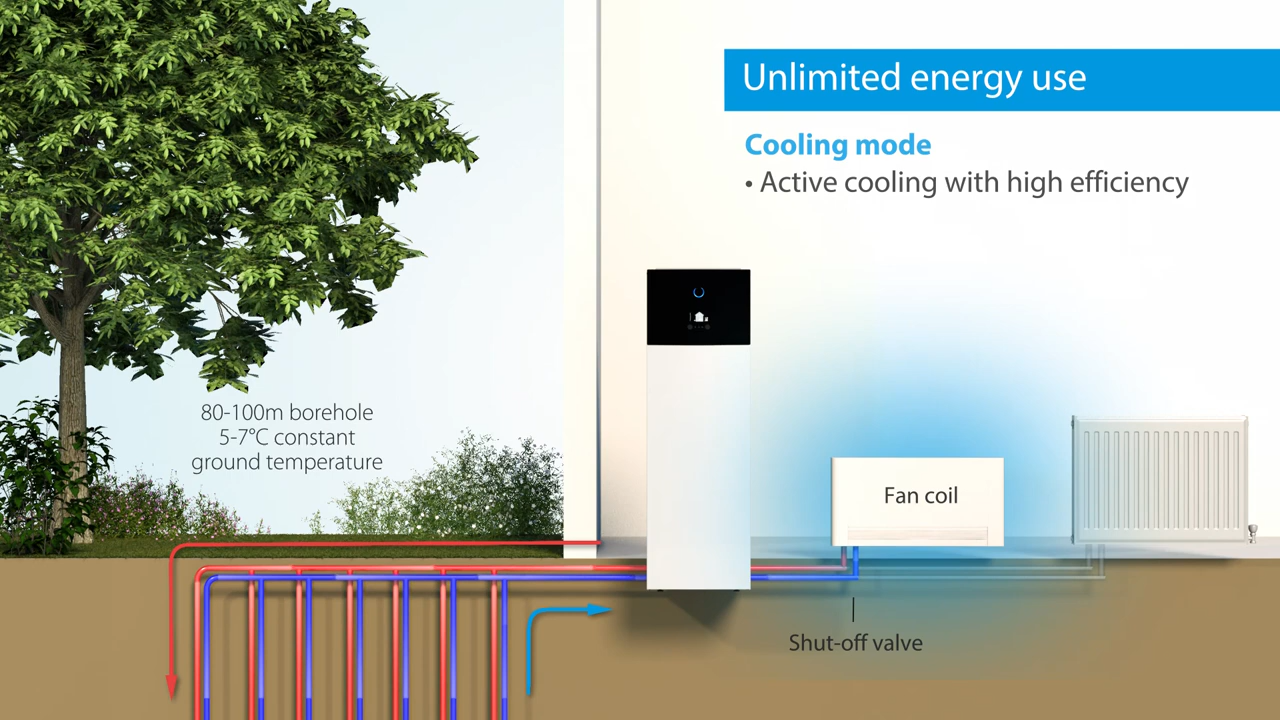 Unlimited energy use
Cooling mode
• Active cooling with high efficiency
80-100m borehole
5-7°C constant
ground temperature
Fan coil
Shut-off valve